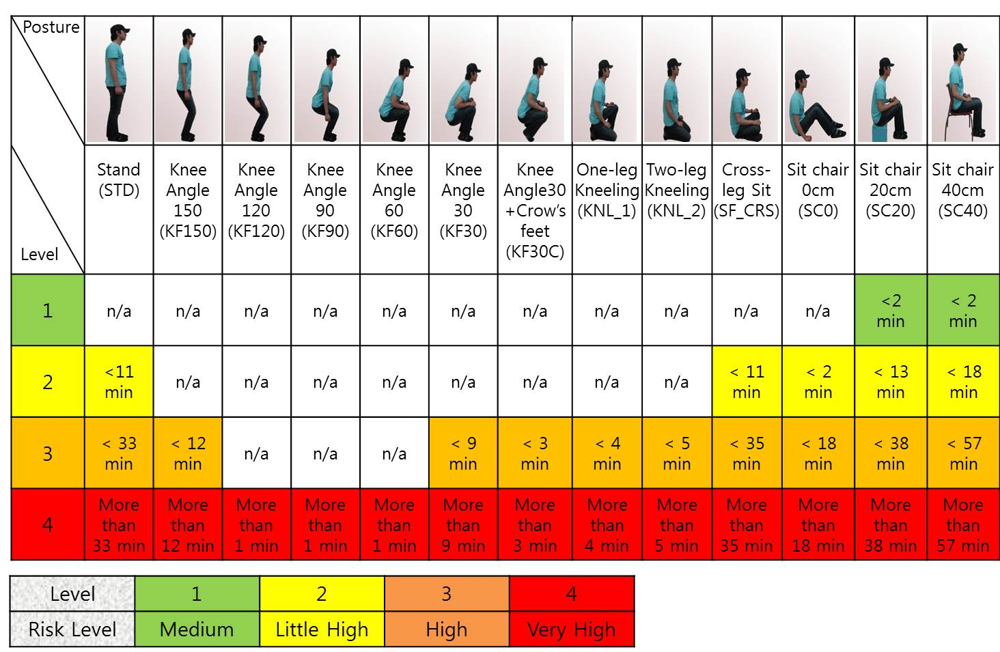 Posture
Level
Stand
(STD)
Knee
Angle
150
(KF150)
Knee
Angle
120
(KF120)
Knee
Angle
90
(KF90)
Knee
Angle
60
(KF60)
Knee
Angle
30
(KF30)
Knee
Angle30
+Crow's
feet
(KF30C)
One-leg
Kneeling
(KNL_1)
Two-leg
Kneeling
(KNL_2)
Cross-
leg Sit
(SF_CRS)
Sit chair
0cm
(SC0)
Sit chair
20cm
(SC20)
Sit chair
40cm
(SC40)
1
n/a
n/a
n/a
n/a
n/a
n/a
n/a
n/a
n/a
n/a
n/a
<2
min
< 2
min
2
<11
min
n/a
n/a
n/a
n/a
n/a
n/a
n/a
n/a
< 11
min
< 2
min
< 13
min
< 18
min
3
< 33
min
< 12
min
n/a
n/a
n/a
< 9
min
< 3
min
< 4
min
< 5
min
< 35
min
< 18
min
< 38
min
< 57
min
4
More
than
33 min
More
than
12 min
More
than
1 min
More
than
1 min
More
than
1 min
More
than
9 min
More
than
3 min
More
than
4 min
More
than
5 min
More
than
35 min
More
than
18 min
More
than
38 min
More
than
57 min
Level
1
2
3
4
Risk Level
Medium
Little High
High
Very High